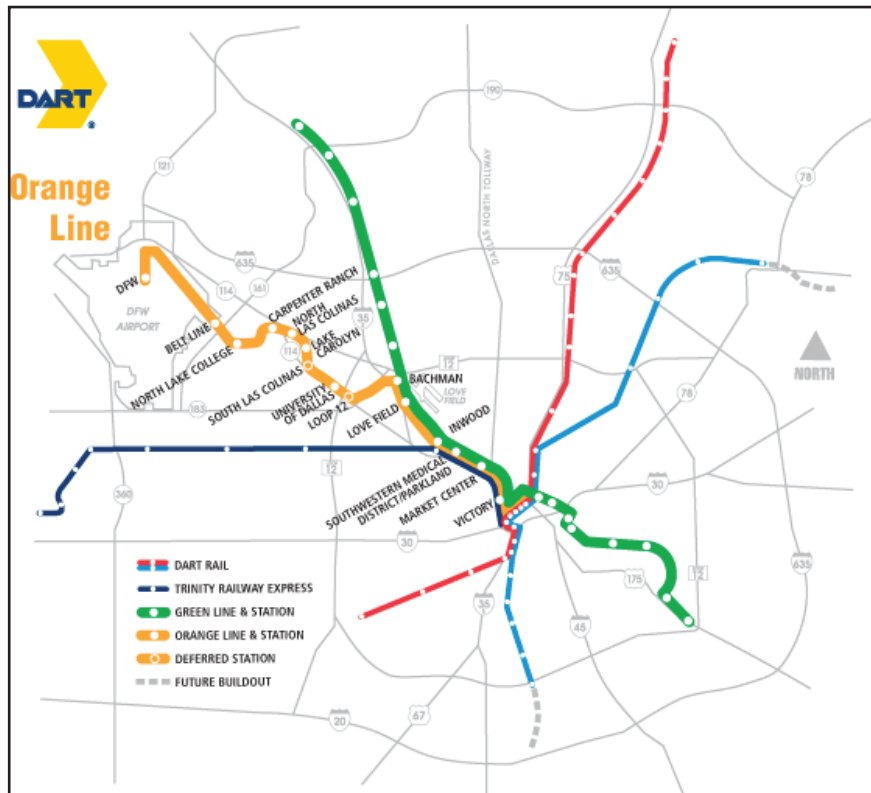 DART
®
Orange
Line
121
190
78
DALLAS NORTH TOLLWAY
635
75
635
DFW
DFW
AIRPORT
114
161
CARPENTER RANCH
NORTH
LAS COLINAS
35
LAKE
CAROLYN
BELT LINE
114
NORTH LAKE COLLEGE
SOUTH LAS COLINAS
12
BACHMAN
LOVE
FIELD
NORTH
183
UNIVERSITY
OF DALLAS
LOOP 12
LOVE FIELD
78
INWOOD
12
SOUTHWESTERN MEDICAL
DISTRICT/PARKLAND
MARKET CENTER
VICTORY
360
30
30
635
175
12
35
45
DART RAIL
TRINITY RAILWAY EXPRESS
GREEN LINE & STATION
ORANGE LINE & STATION
DEFERRED STATION
FUTURE BUILDOUT
20
67
20